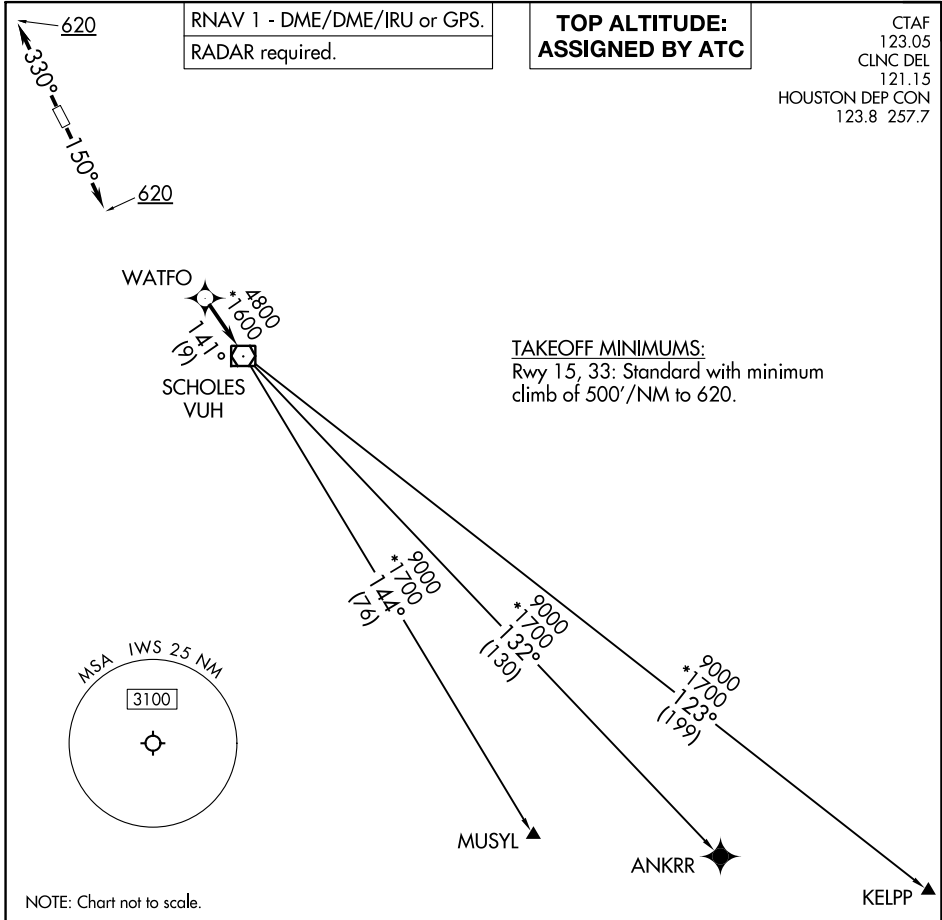 620
330°
150°
620
RNAV 1 - DME/DME/IRU or GPS.
RADAR required.
TOP ALTITUDE:
ASSIGNED BY ATC
CTAF
123.05
CLNC DEL
121.15
HOUSTON DEP CON
123.8 257.7
WATFO
4800
*1600
141°
(9)
SCHOLES
VUH
TAKEOFF MINIMUMS:
Rwy 15, 33: Standard with minimum
climb of 500'/NM to 620.
9000
*1700
144°
(76)
9000
*1700
132°
(130)
9000
*1700
123°
(199)
MSA IWS 25 NM
3100
MUSYL
ANKRR
KELPP
NOTE: Chart not to scale.